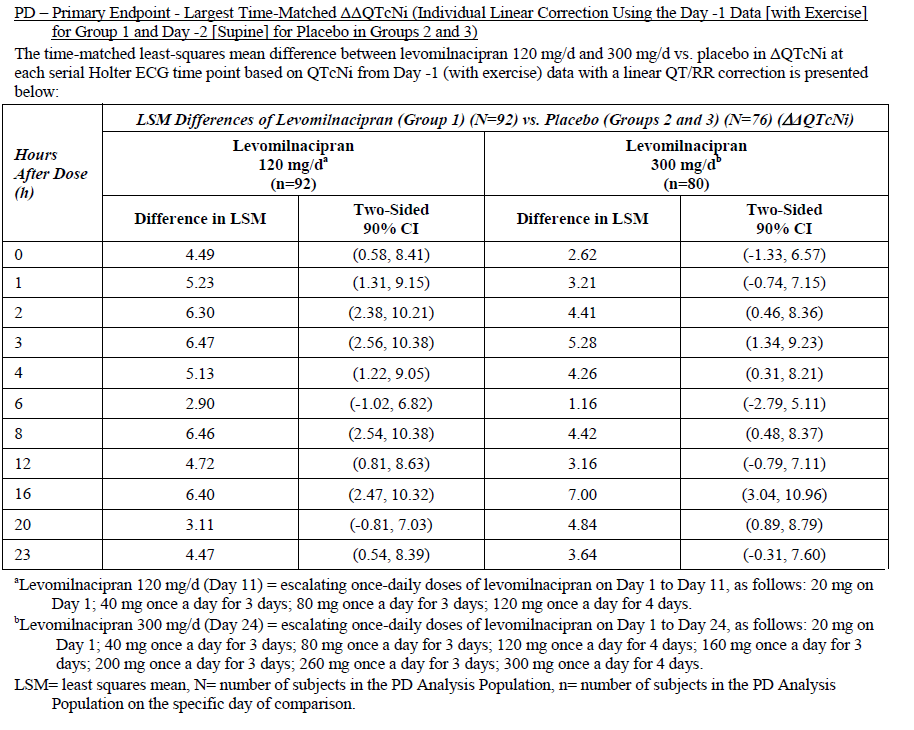 PD – Primary Endpoint - Largest Time-Matched ΔΔQTcNi (Individual Linear Correction Using the Day -1 Data [with Exercise]
for Group 1 and Day -2 [Supine] for Placebo in Groups 2 and 3)
The time-matched least-squares mean difference between levomilnacipran 120 mg/d and 300 mg/d vs. placebo in ΔQTcNi at
each serial Holter ECG time point based on QTcNi from Day -1 (with exercise) data with a linear QT/RR correction is presented
below:
Hours
After Dose
(h)
LSM Differences of Levomilnacipran (Group 1) (N=92) vs. Placebo (Groups 2 and 3) (N=76) (ΔΔQTcNi)
Levomilnacipran
120 mg/dᵃ
(n=92)
Levomilnacipran
300 mg/dᵇ
(n=80)
Difference in LSM
Two-Sided
90% CI
Difference in LSM
Two-Sided
90% CI
0 4.49 (0.58, 8.41) 2.62 (-1.33, 6.57)
1 5.23 (1.31, 9.15) 3.21 (-0.74, 7.15)
2 6.30 (2.38, 10.21) 4.41 (0.46, 8.36)
3 6.47 (2.56, 10.38) 5.28 (1.34, 9.23)
4 5.13 (1.22, 9.05) 4.26 (0.31, 8.21)
6 2.90 (-1.02, 6.82) 1.16 (-2.79, 5.11)
8 6.46 (2.54, 10.38) 4.42 (0.48, 8.37)
12 4.72 (0.81, 8.63) 3.16 (-0.79, 7.11)
16 6.40 (2.47, 10.32) 7.00 (3.04, 10.96)
20 3.11 (-0.81, 7.03) 4.84 (0.89, 8.79)
23 4.47 (0.54, 8.39) 3.64 (-0.31, 7.60)
ᵃLevomilnacipran 120 mg/d (Day 11) = escalating once-daily doses of levomilnacipran on Day 1 to Day 11, as follows: 20 mg on
Day 1; 40 mg once a day for 3 days; 80 mg once a day for 3 days; 120 mg once a day for 4 days.
ᵇLevomilnacipran 300 mg/d (Day 24) = escalating once-daily doses of levomilnacipran on Day 1 to Day 24, as follows: 20 mg on
Day 1; 40 mg once a day for 3 days; 80 mg once a day for 3 days; 120 mg once a day for 4 days; 160 mg once a day for 3
days; 200 mg once a day for 3 days; 260 mg once a day for 3 days; 300 mg once a day for 4 days.
LSM= least squares mean, N= number of subjects in the PD Analysis Population, n= number of subjects in the PD Analysis
Population on the specific day of comparison.